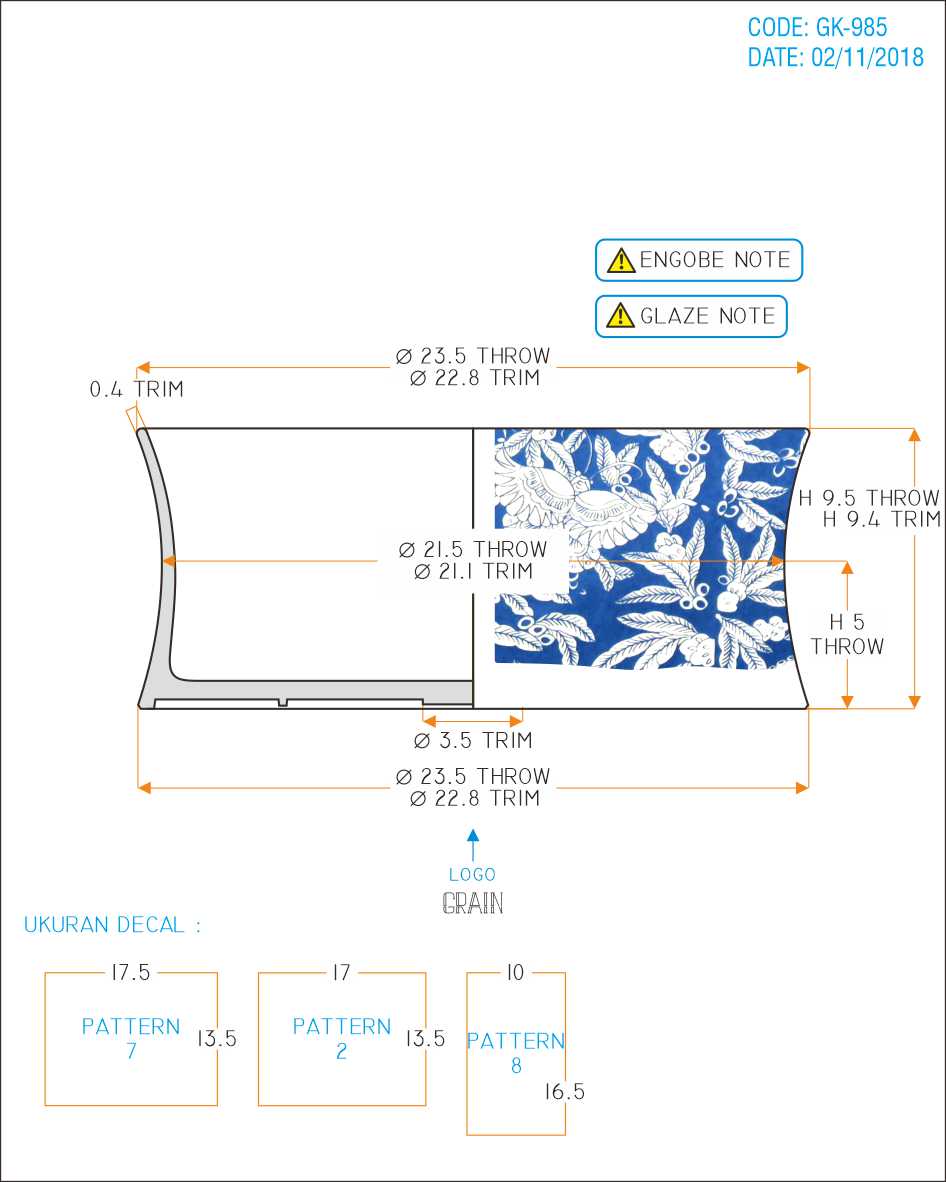 CODE: GK-985
DATE: 02/11/2018
ENGOBE NOTE
GLAZE NOTE
Ø 23.5 THROW
Ø 22.8 TRIM
0.4 TRIM
H 9.5 THROW
H 9.4 TRIM
Ø 21.5 THROW
Ø 21.1 TRIM
H 5
THROW
Ø 3.5 TRIM
Ø 23.5 THROW
Ø 22.8 TRIM
LOGO
GRAIN
UKURAN DECAL :
17.5
PATTERN
7
13.5
17
PATTERN
2
13.5
10
PATTERN
8
16.5